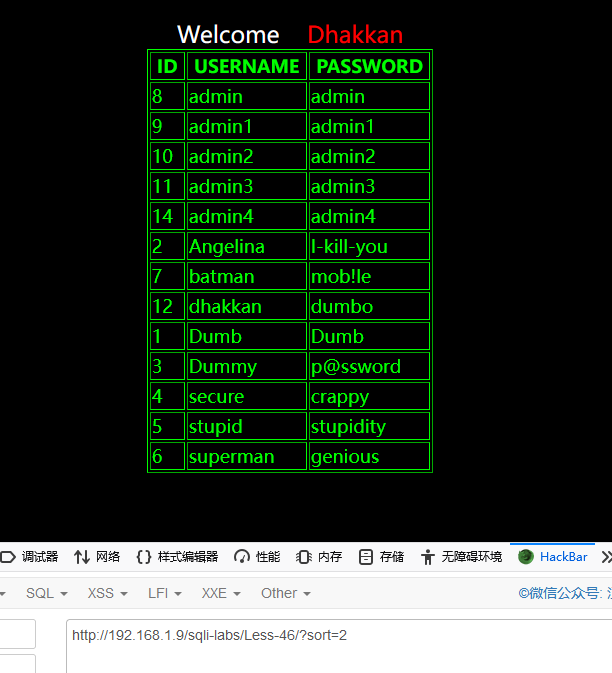 Welcome Dhakkan
ID USERNAME PASSWORD
8 admin admin
9 admin1 admin1
10 admin2 admin2
11 admin3 admin3
14 admin4 admin4
2 Angelina I-kill-you
7 batman mob!le
12 dhakkan dumbo
1 Dumb Dumb
3 Dummy p@ssword
4 secure crappy
5 stupid stupidity
6 superman genious
调试器 网络 {} 样式编辑器 性能 内存 存储 无障碍环境 HackBar
SQL XSS LFI XXE Other ©微信公众号:
http://192.168.1.9/sqli-labs/Less-46/?sort=2